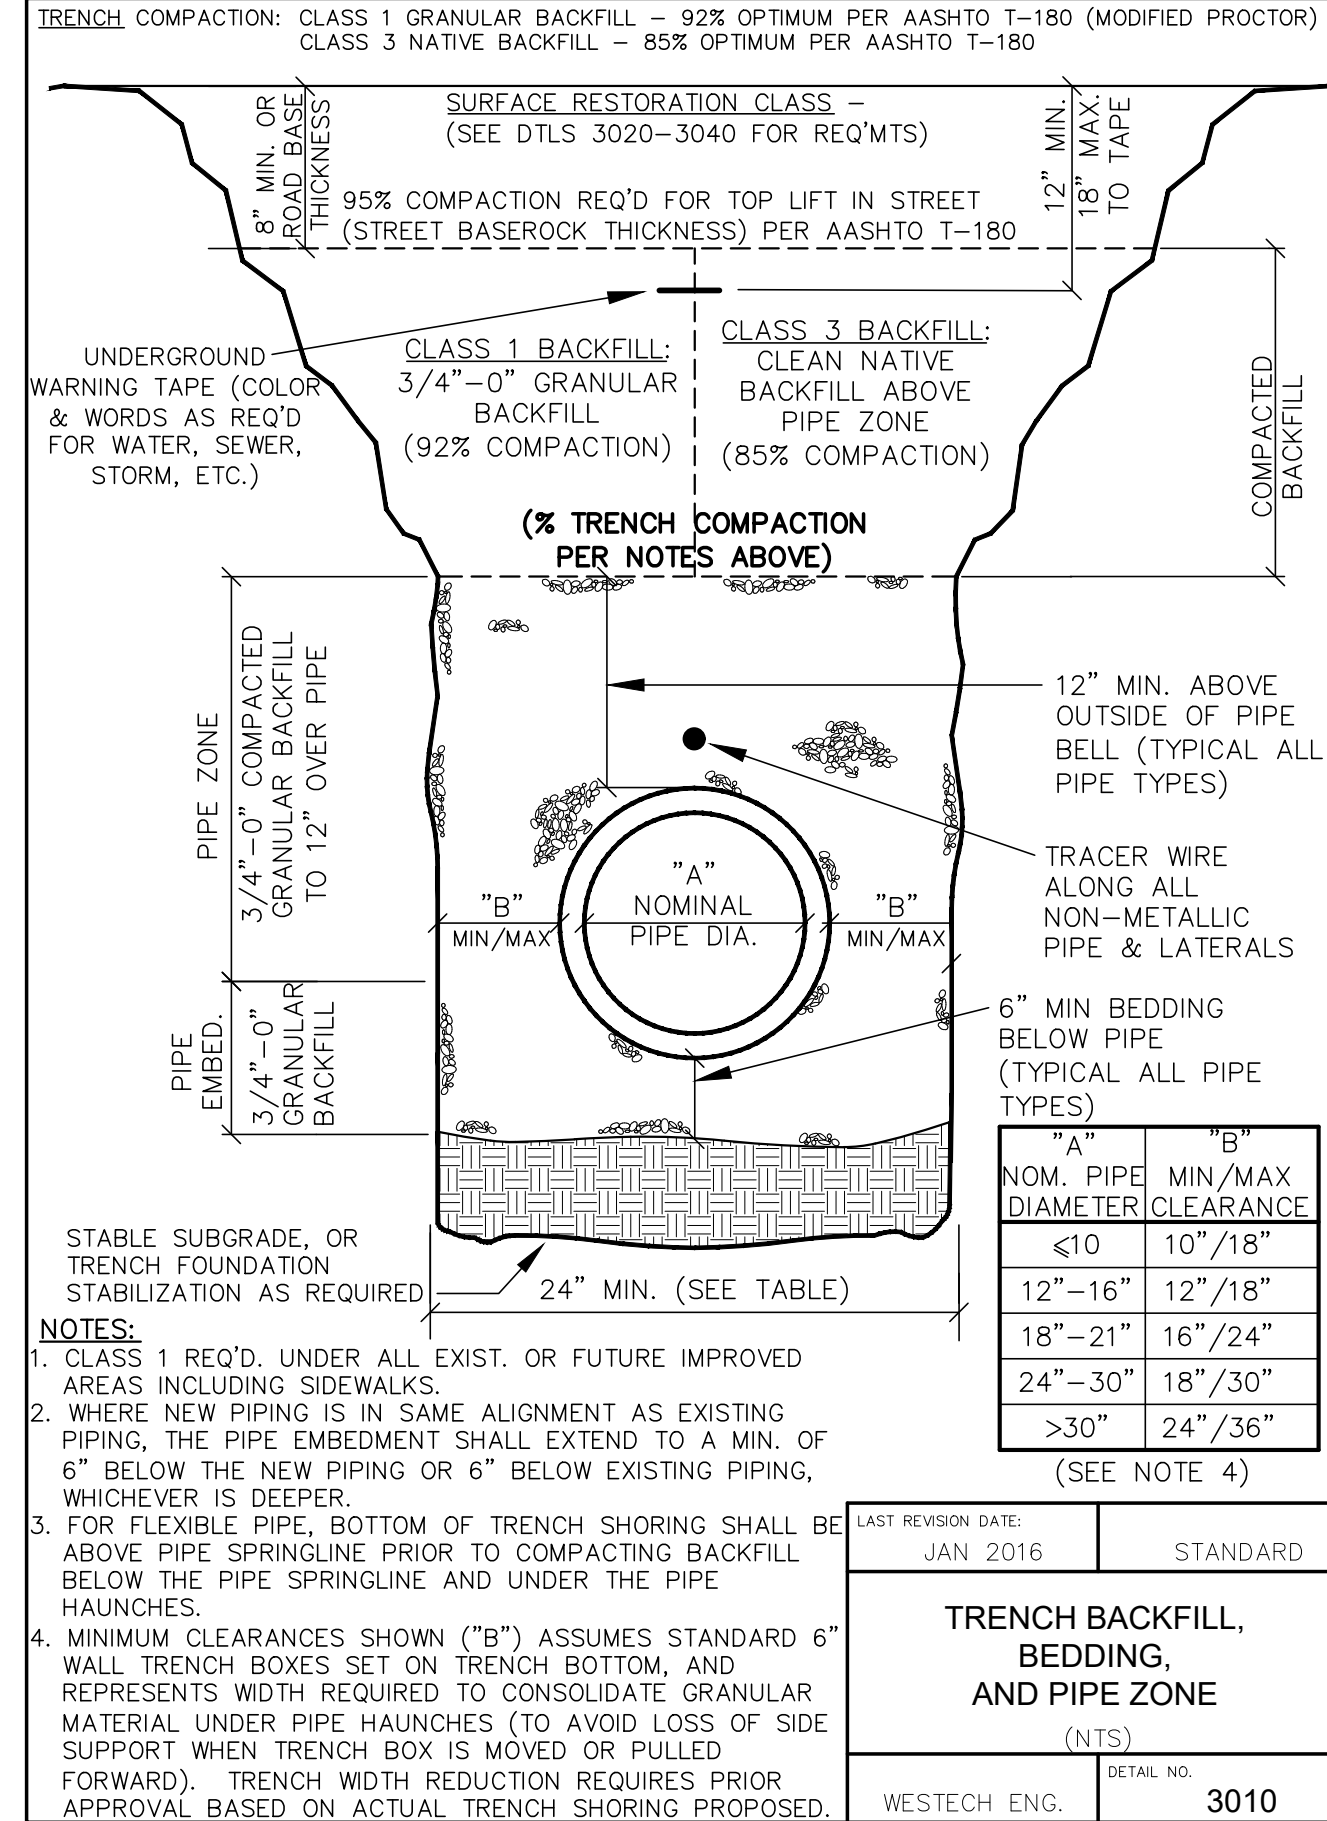 TRENCH COMPACTION: CLASS 1 GRANULAR BACKFILL – 92% OPTIMUM PER AASHTO T–180 (MODIFIED PROCTOR)
CLASS 3 NATIVE BACKFILL – 85% OPTIMUM PER AASHTO T–180
8" MIN. OR
ROAD BASE
THICKNESS
SURFACE RESTORATION CLASS –
(SEE DTLS 3020–3040 FOR REQ'MTS)
12" MIN.
18" MAX.
TO TAPE
95% COMPACTION REQ'D FOR TOP LIFT IN STREET
(STREET BASEROCK THICKNESS) PER AASHTO T–180
UNDERGROUND
WARNING TAPE (COLOR
& WORDS AS REQ'D
FOR WATER, SEWER,
STORM, ETC.)
CLASS 1 BACKFILL:
3/4"–0" GRANULAR
BACKFILL
(92% COMPACTION)
CLASS 3 BACKFILL:
CLEAN NATIVE
BACKFILL ABOVE
PIPE ZONE
(85% COMPACTION)
COMPACTED
BACKFILL
(% TRENCH COMPACTION
PER NOTES ABOVE)
PIPE ZONE
3/4"–0" COMPACTED
GRANULAR BACKFILL
TO 12" OVER PIPE
12" MIN. ABOVE
OUTSIDE OF PIPE
BELL (TYPICAL ALL
PIPE TYPES)
TRACER WIRE
ALONG ALL
NON–METALLIC
PIPE & LATERALS
"B"
MIN/MAX
"A"
NOMINAL
PIPE DIA.
"B"
MIN/MAX
PIPE
EMBED.
3/4"–0"
GRANULAR
BACKFILL
6" MIN BEDDING
BELOW PIPE
(TYPICAL ALL PIPE
TYPES)
STABLE SUBGRADE, OR
TRENCH FOUNDATION
STABILIZATION AS REQUIRED
24" MIN. (SEE TABLE)
"A" "B"
NOM. PIPE MIN/MAX
DIAMETER CLEARANCE
⩽10 10"/18"
12"–16" 12"/18"
18"–21" 16"/24"
24"–30" 18"/30"
>30" 24"/36"
(SEE NOTE 4)
NOTES:
1. CLASS 1 REQ'D. UNDER ALL EXIST. OR FUTURE IMPROVED
AREAS INCLUDING SIDEWALKS.
2. WHERE NEW PIPING IS IN SAME ALIGNMENT AS EXISTING
PIPING, THE PIPE EMBEDMENT SHALL EXTEND TO A MIN. OF
6" BELOW THE NEW PIPING OR 6" BELOW EXISTING PIPING,
WHICHEVER IS DEEPER.
3. FOR FLEXIBLE PIPE, BOTTOM OF TRENCH SHORING SHALL BE
ABOVE PIPE SPRINGLINE PRIOR TO COMPACTING BACKFILL
BELOW THE PIPE SPRINGLINE AND UNDER THE PIPE
HAUNCHES.
4. MINIMUM CLEARANCES SHOWN ("B") ASSUMES STANDARD 6"
WALL TRENCH BOXES SET ON TRENCH BOTTOM, AND
REPRESENTS WIDTH REQUIRED TO CONSOLIDATE GRANULAR
MATERIAL UNDER PIPE HAUNCHES (TO AVOID LOSS OF SIDE
SUPPORT WHEN TRENCH BOX IS MOVED OR PULLED
FORWARD). TRENCH WIDTH REDUCTION REQUIRES PRIOR
APPROVAL BASED ON ACTUAL TRENCH SHORING PROPOSED.
LAST REVISION DATE:
JAN 2016
STANDARD
TRENCH BACKFILL,
BEDDING,
AND PIPE ZONE
(NTS)
WESTECH ENG.
DETAIL NO.
3010